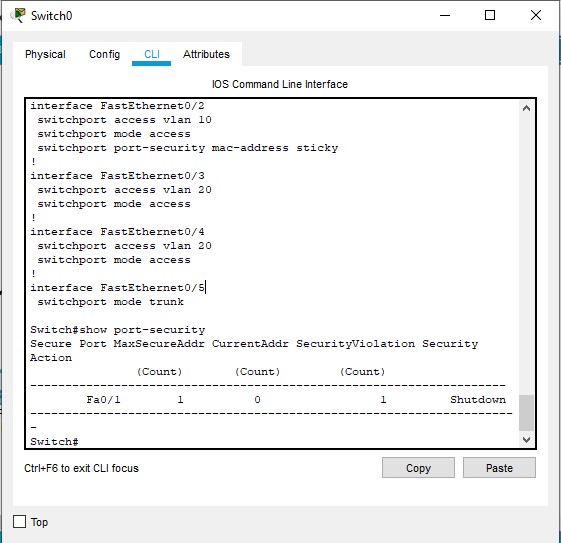 Switch0
Physical Config CLI Attributes
IOS Command Line Interface
interface FastEthernet0/2
switchport access vlan 10
switchport mode access
switchport port-security mac-address sticky
!
interface FastEthernet0/3
switchport access vlan 20
switchport mode access
!
interface FastEthernet0/4
switchport access vlan 20
switchport mode access
!
interface FastEthernet0/5
switchport mode trunk
Switch#show port-security
Secure Port MaxSecureAddr CurrentAddr SecurityViolation Security
Action
(Count) (Count) (Count)
--------------------------------------------------------------------
Fa0/1 1 0 1 Shutdown
---------------------------------------------------------------------
-
Switch#
Ctrl+F6 to exit CLI focus
Copy Paste
Top